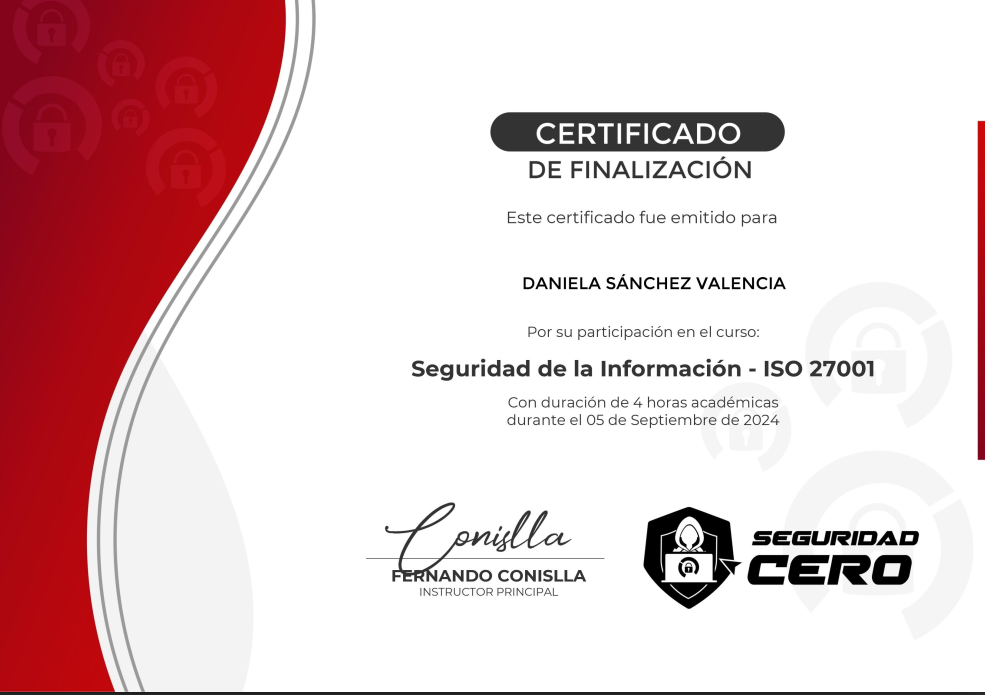 CERTIFICADO
DE FINALIZACIÓN
Este certificado fue emitido para
DANIELA SÁNCHEZ VALENCIA
Por su participación en el curso:
Seguridad de la Información - ISO 27001
Con duración de 4 horas académicas
durante el 05 de Septiembre de 2024
Conislla
FERNANDO CONISLLA
INSTRUCTOR PRINCIPAL
SEGURIDAD
CERO